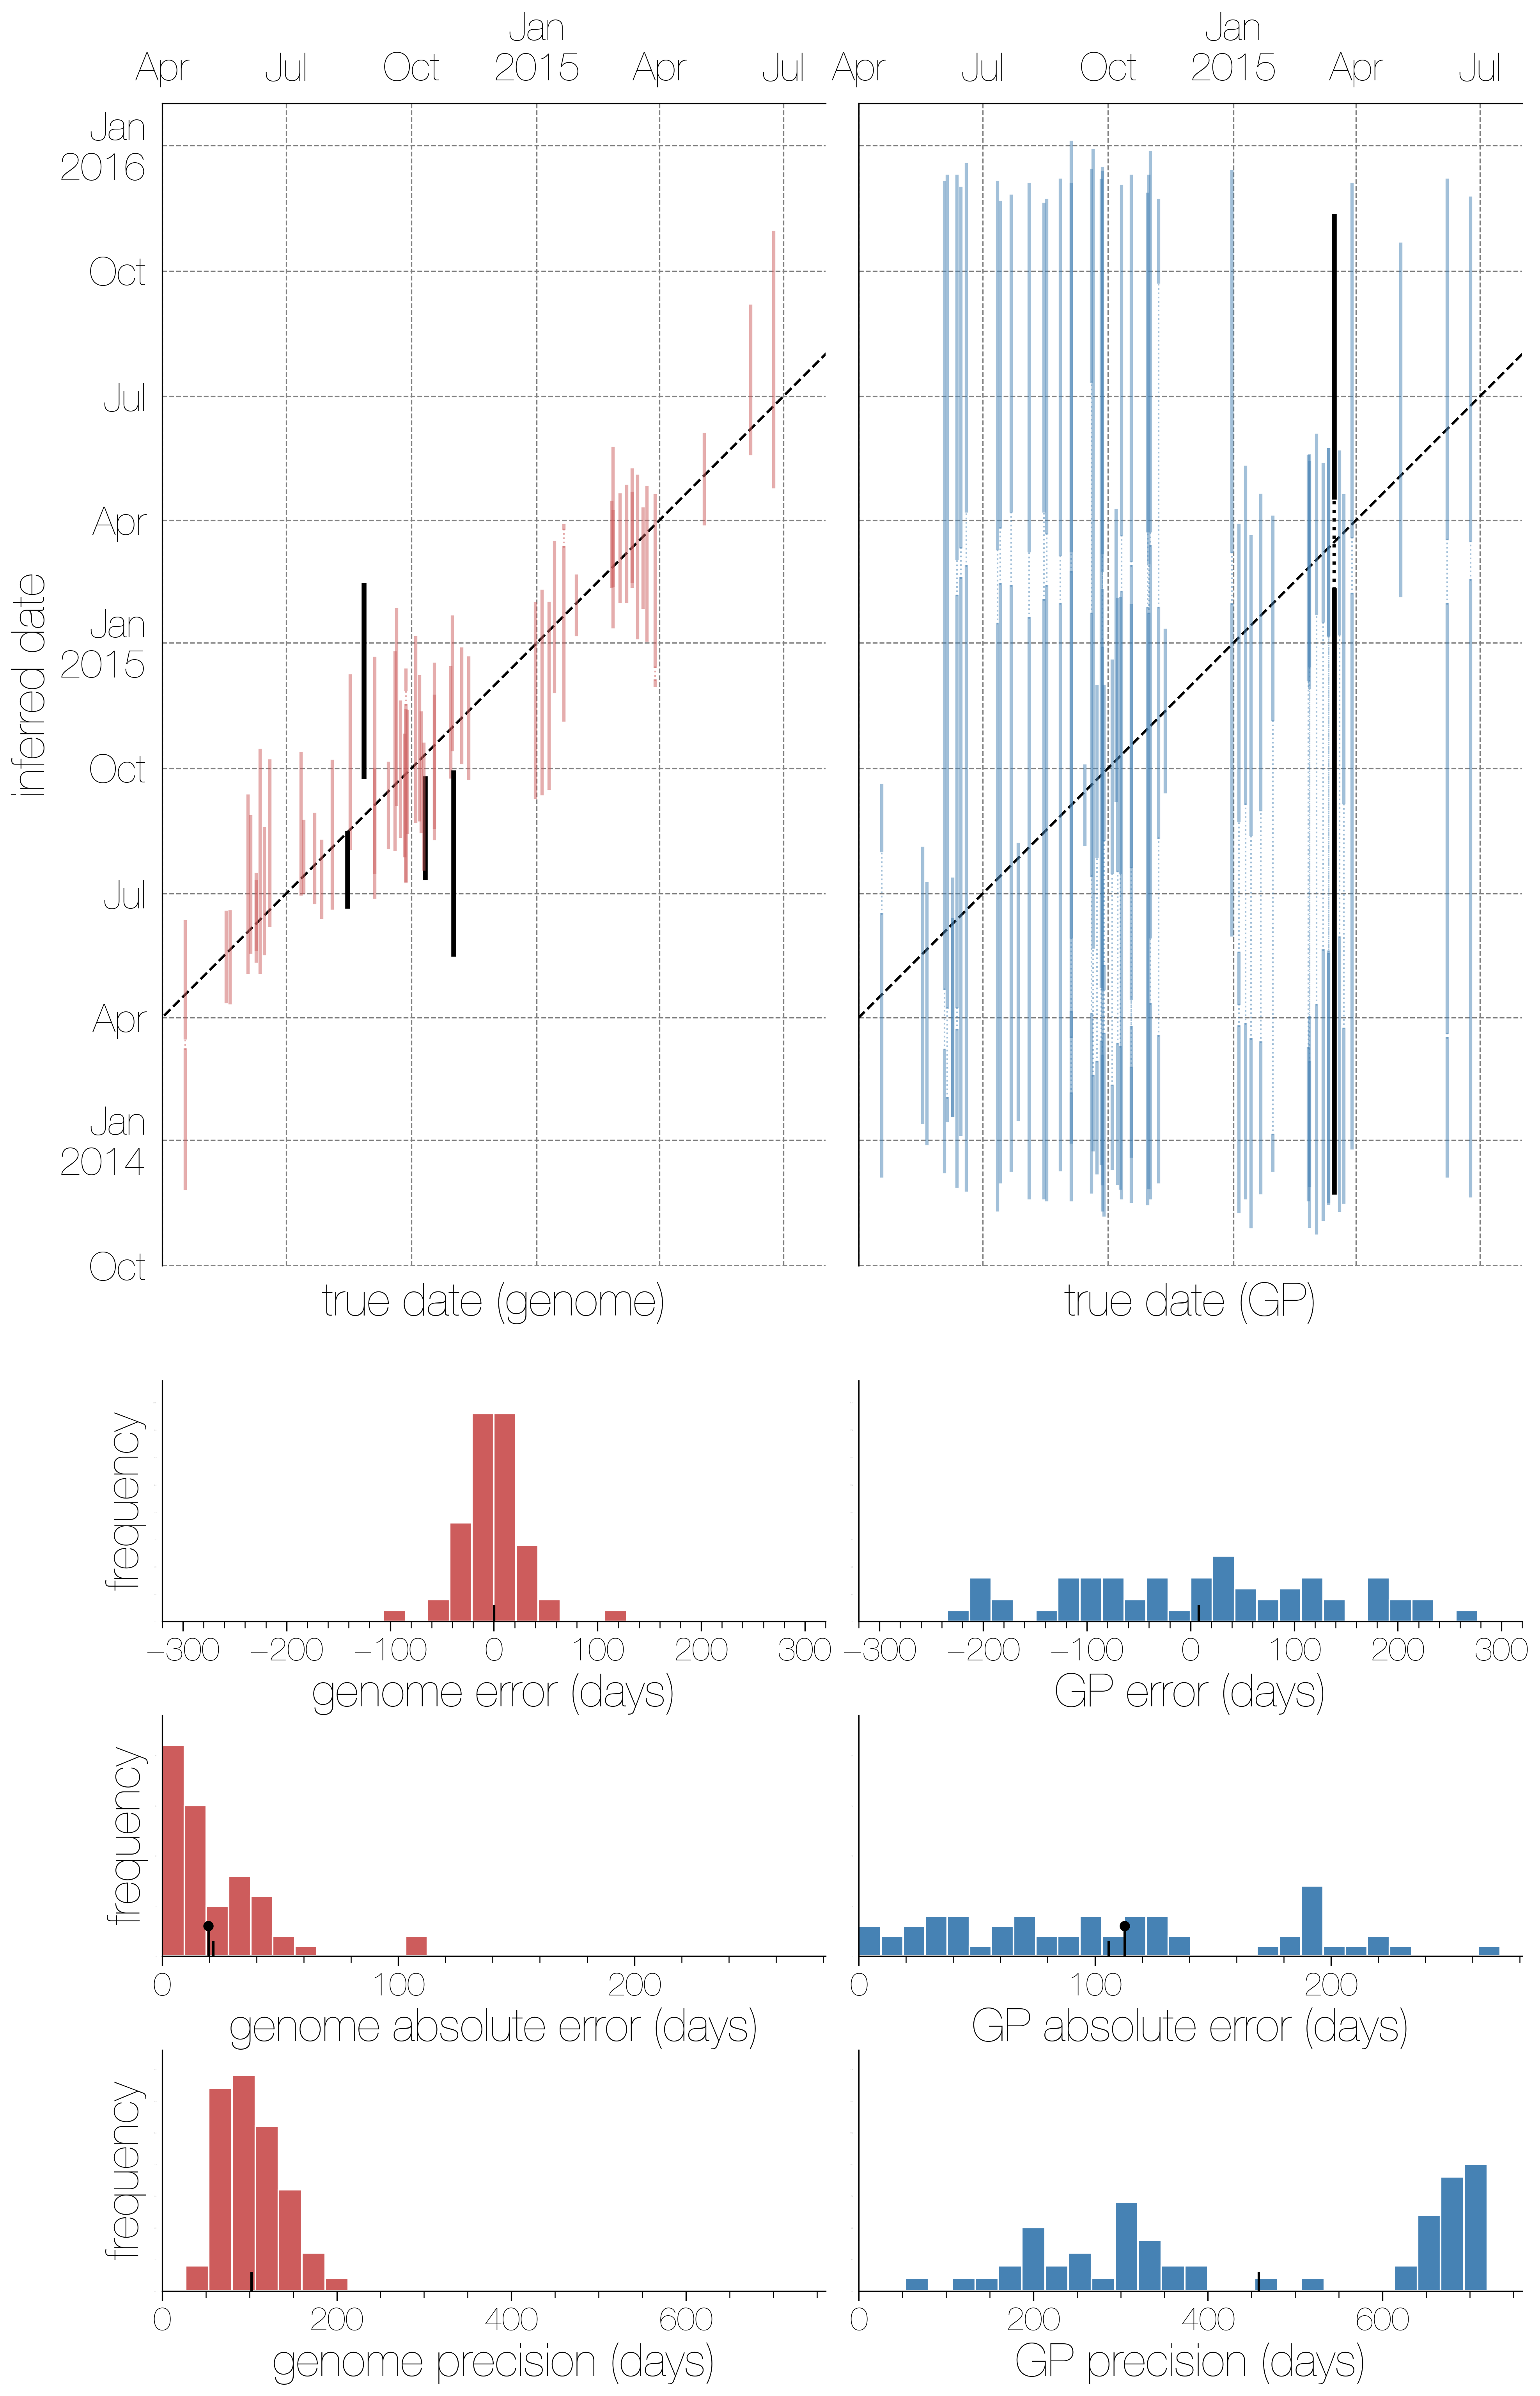 Jan
Apr Jul Oct 2015 Apr Jul
Jan
Apr Jul Oct 2015 Apr Jul
Jan
2016
Oct
Jul
Apr
Jan
2015
Oct
Jul
Apr
Jan
2014
Oct
inferred date
true date (genome)
true date (GP)
frequency
−300 −200 −100 0 100 200 300
genome error (days)
−300 −200 −100 0 100 200 300
GP error (days)
frequency
0 100 200
genome absolute error (days)
0 100 200
GP absolute error (days)
frequency
0 200 400 600
genome precision (days)
0 200 400 600
GP precision (days)